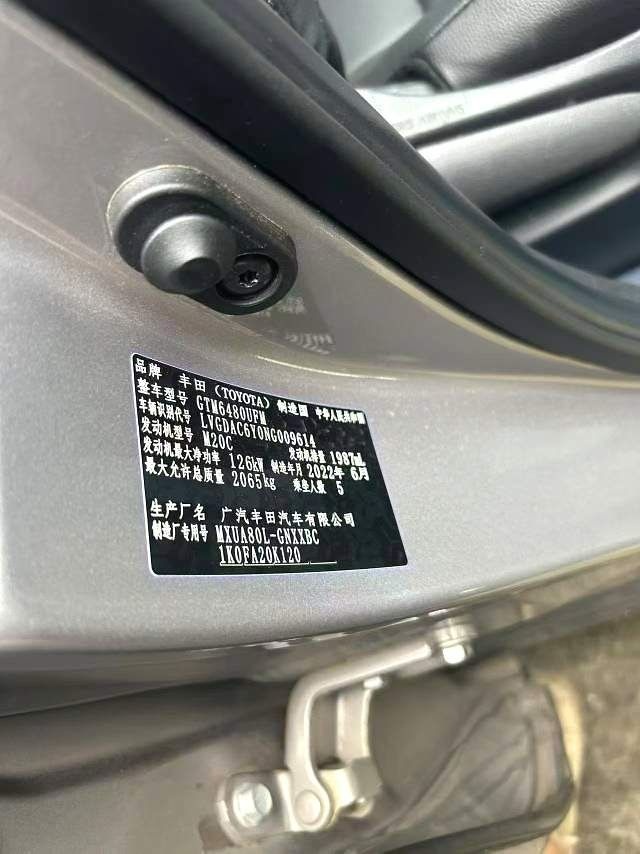 品牌 丰田 (TOYOTA) 制造国 中华人民共和国
整车型号 GTM6480UFM
车辆识别代号 LVGDAC6Y0NG009614
发动机型号 M20C 发动机排量 1987mL
发动机最大净功率 126kW 制造年月 2022年 6月
最大允许总质量 2065kg 乘坐人数 5
生产厂名 广汽丰田汽车有限公司
制造厂专用号 MXUA80L-GNXXBC
1K0FA20K120